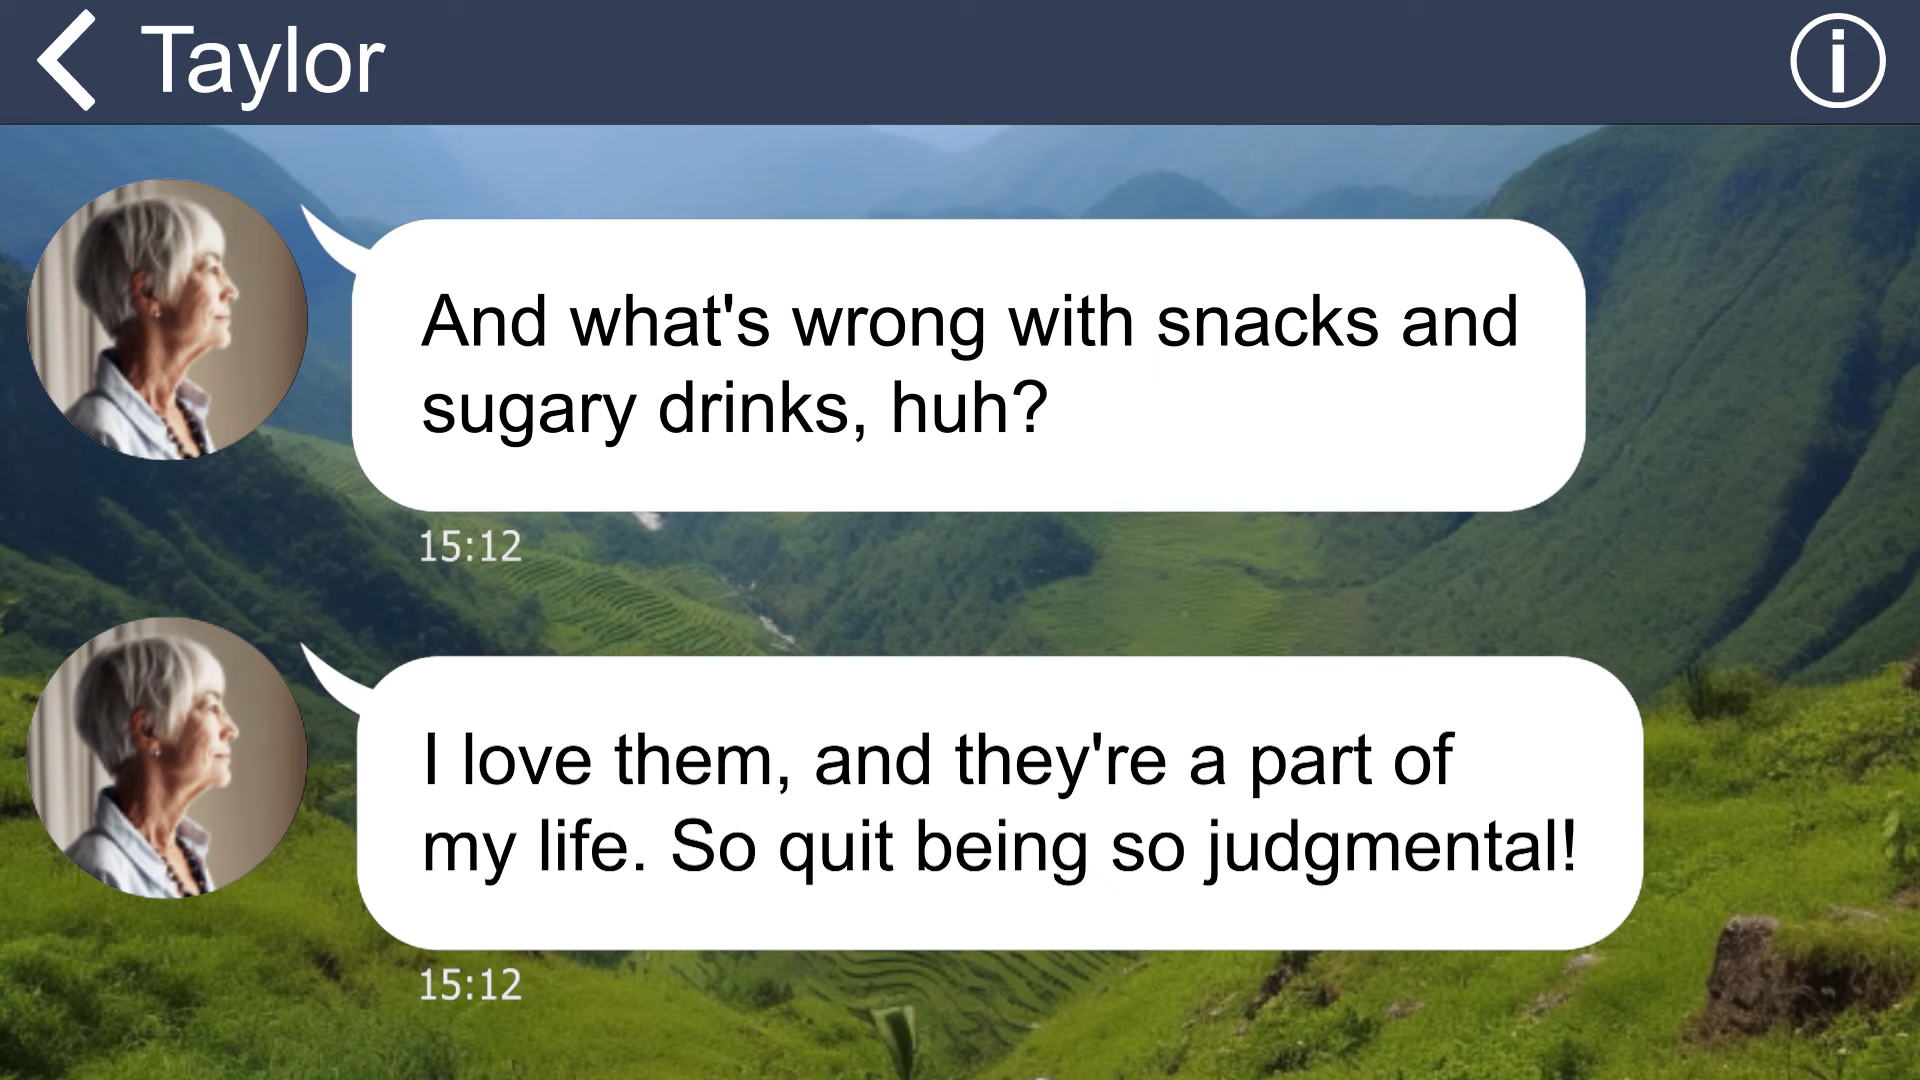 Taylor
And what's wrong with snacks and
sugary drinks, huh?
15:12
I love them, and they're a part of
my life. So quit being so judgmental!
15:12